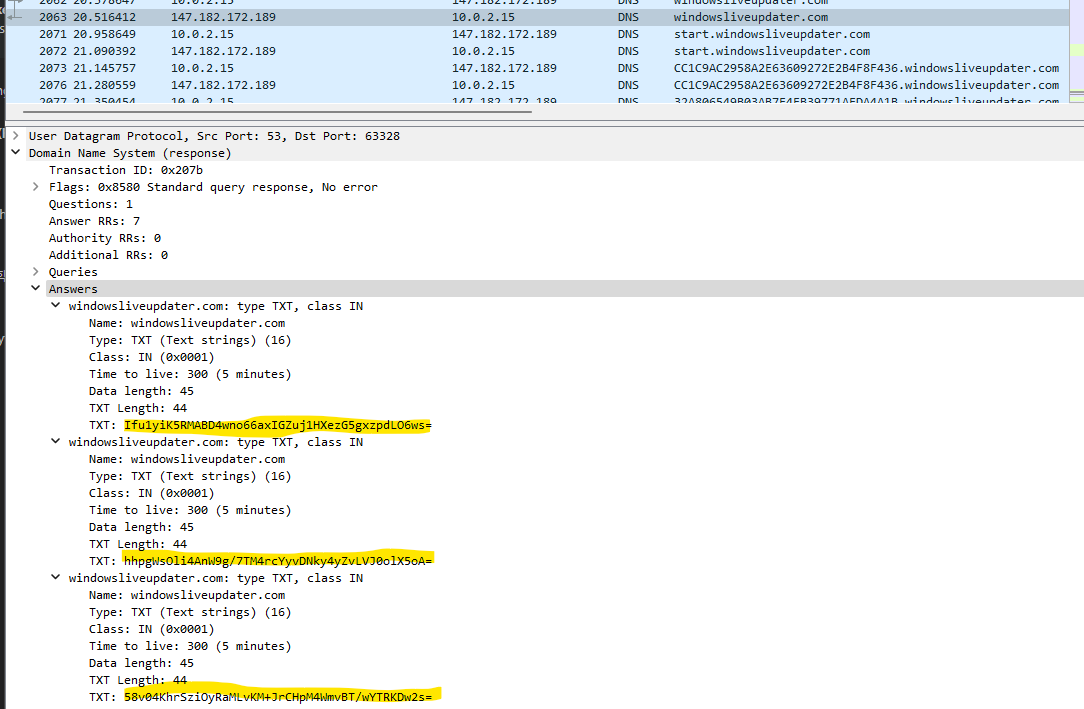 2062 20.378647 10.0.2.15 147.182.172.189 DNS windowsliveupdater.com
2063 20.516412 147.182.172.189 10.0.2.15 DNS windowsliveupdater.com
2071 20.958649 10.0.2.15 147.182.172.189 DNS start.windowsliveupdater.com
2072 21.090392 147.182.172.189 10.0.2.15 DNS start.windowsliveupdater.com
2073 21.145757 10.0.2.15 147.182.172.189 DNS CC1C9AC2958A2E63609272E2B4F8F436.windowsliveupdater.com
2076 21.280559 147.182.172.189 10.0.2.15 DNS CC1C9AC2958A2E63609272E2B4F8F436.windowsliveupdater.com
2077 21.350454 10.0.2.15 147.182.172.189 DNS
User Datagram Protocol, Src Port: 53, Dst Port: 63328
Domain Name System (response)
Transaction ID: 0x207b
Flags: 0x8580 Standard query response, No error
Questions: 1
Answer RRs: 7
Authority RRs: 0
Additional RRs: 0
Queries
Answers
windowsliveupdater.com: type TXT, class IN
Name: windowsliveupdater.com
Type: TXT (Text strings) (16)
Class: IN (0x0001)
Time to live: 300 (5 minutes)
Data length: 45
TXT Length: 44
TXT: Ifu1yiK5RMABD4wno66axIGZuj1HXezG5gxzpdLO6ws=
windowsliveupdater.com: type TXT, class IN
Name: windowsliveupdater.com
Type: TXT (Text strings) (16)
Class: IN (0x0001)
Time to live: 300 (5 minutes)
Data length: 45
TXT Length: 44
TXT: hhpgWsOli4AnW9g/7TM4rcYyvDNky4yZvLVJ0olX5oA=
windowsliveupdater.com: type TXT, class IN
Name: windowsliveupdater.com
Type: TXT (Text strings) (16)
Class: IN (0x0001)
Time to live: 300 (5 minutes)
Data length: 45
TXT Length: 44
TXT: 58v04KhrSziOyRaMLvKM+JrCHpM4WmvBT/wYTRKDw2s=